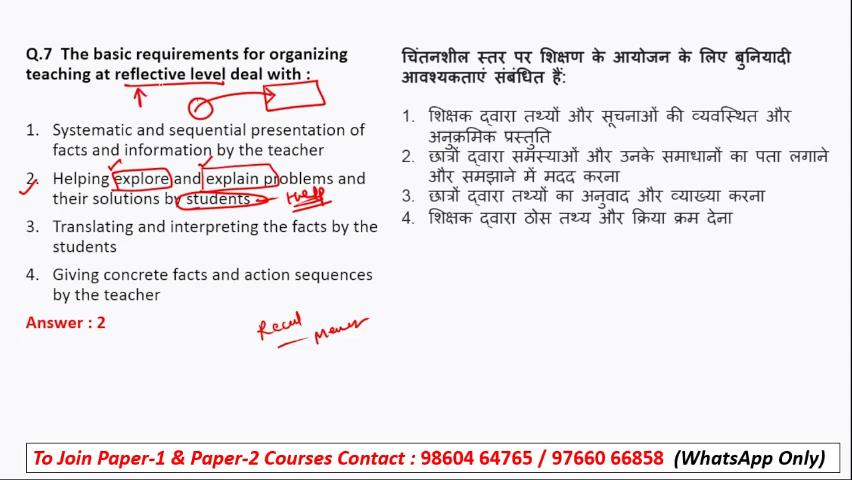 Q.7 The basic requirements for organizing
teaching at reflective level deal with :
1. Systematic and sequential presentation of
facts and information by the teacher
2. Helping explore and explain problems and
their solutions by students
Help
3. Translating and interpreting the facts by the
students
4. Giving concrete facts and action sequences
by the teacher
Answer : 2
Recal
चिंतनशील स्तर पर शिक्षण के आयोजन के लिए बुनियादी
आवश्यकताएं संबंधित हैं:
1. शिक्षक द्वारा तथ्यों और सूचनाओं की व्यवस्थित और
अनुक्रमिक प्रस्तुति
2. छात्रों द्वारा समस्याओं और उनके समाधानों का पता लगाने
और समझाने में मदद करना
3. छात्रों द्वारा तथ्यों का अनुवाद और व्याख्या करना
4. शिक्षक द्वारा ठोस तथ्य और क्रिया क्रम देना
To Join Paper-1 & Paper-2 Courses Contact : 98604 64765 / 97660 66858 (WhatsApp Only)